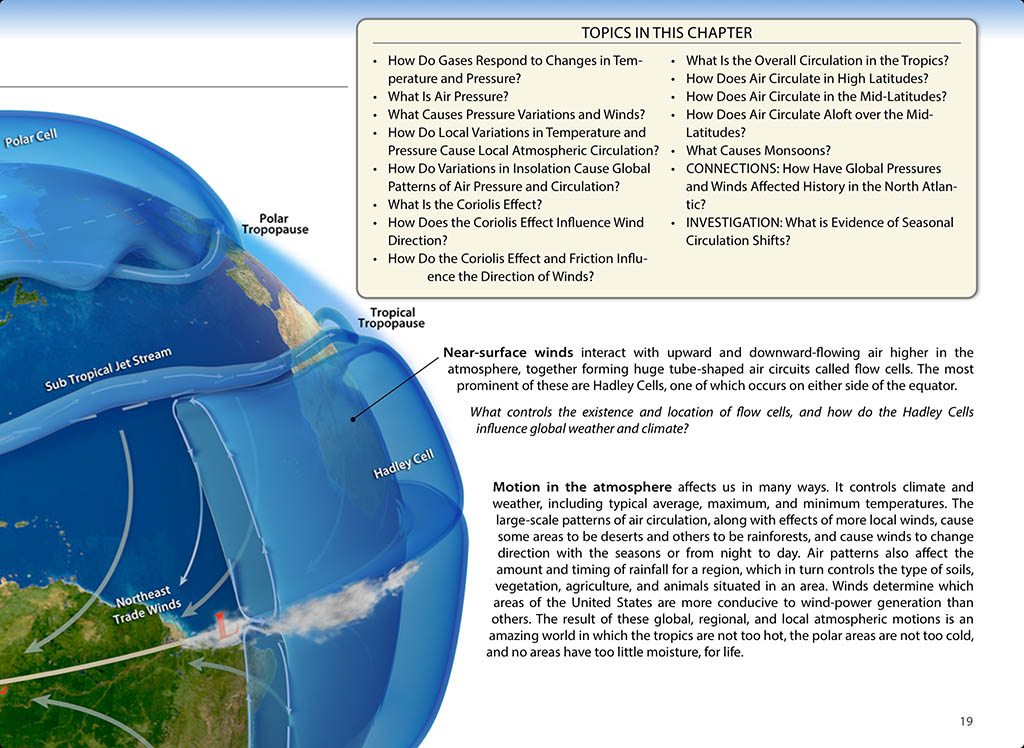 TOPICS IN THIS CHAPTER
• How Do Gases Respond to Changes in Tem-
perature and Pressure?
• What Is Air Pressure?
• What Causes Pressure Variations and Winds?
• How Do Local Variations in Temperature and
Pressure Cause Local Atmospheric Circulation?
• How Do Variations in Insolation Cause Global
Patterns of Air Pressure and Circulation?
• What Is the Coriolis Effect?
• How Does the Coriolis Effect Influence Wind
Direction?
• How Do the Coriolis Effect and Friction Influ-
ence the Direction of Winds?
• What Is the Overall Circulation in the Tropics?
• How Does Air Circulate in High Latitudes?
• How Does Air Circulate in the Mid-Latitudes?
• How Does Air Circulate Aloft over the Mid-
Latitudes?
• What Causes Monsoons?
• CONNECTIONS: How Have Global Pressures
and Winds Affected History in the North Atlan-
tic?
• INVESTIGATION: What is Evidence of Seasonal
Circulation Shifts?
Polar Cell
Polar
Tropopause
Tropical
Tropopause
Sub Tropical Jet Stream
Near-surface winds interact with upward and downward-flowing air higher in the
atmosphere, together forming huge tube-shaped air circuits called flow cells. The most
prominent of these are Hadley Cells, one of which occurs on either side of the equator.
What controls the existence and location of flow cells, and how do the Hadley Cells
influence global weather and climate?
Hadley Cell
Motion in the atmosphere affects us in many ways. It controls climate and
weather, including typical average, maximum, and minimum temperatures. The
large-scale patterns of air circulation, along with effects of more local winds, cause
some areas to be deserts and others to be rainforests, and cause winds to change
direction with the seasons or from night to day. Air patterns also affect the
amount and timing of rainfall for a region, which in turn controls the type of soils,
vegetation, agriculture, and animals situated in an area. Winds determine which
areas of the United States are more conducive to wind-power generation than
others. The result of these global, regional, and local atmospheric motions is an
amazing world in which the tropics are not too hot, the polar areas are not too cold,
and no areas have too little moisture, for life.
Northeast
Trade Winds
L
L
19